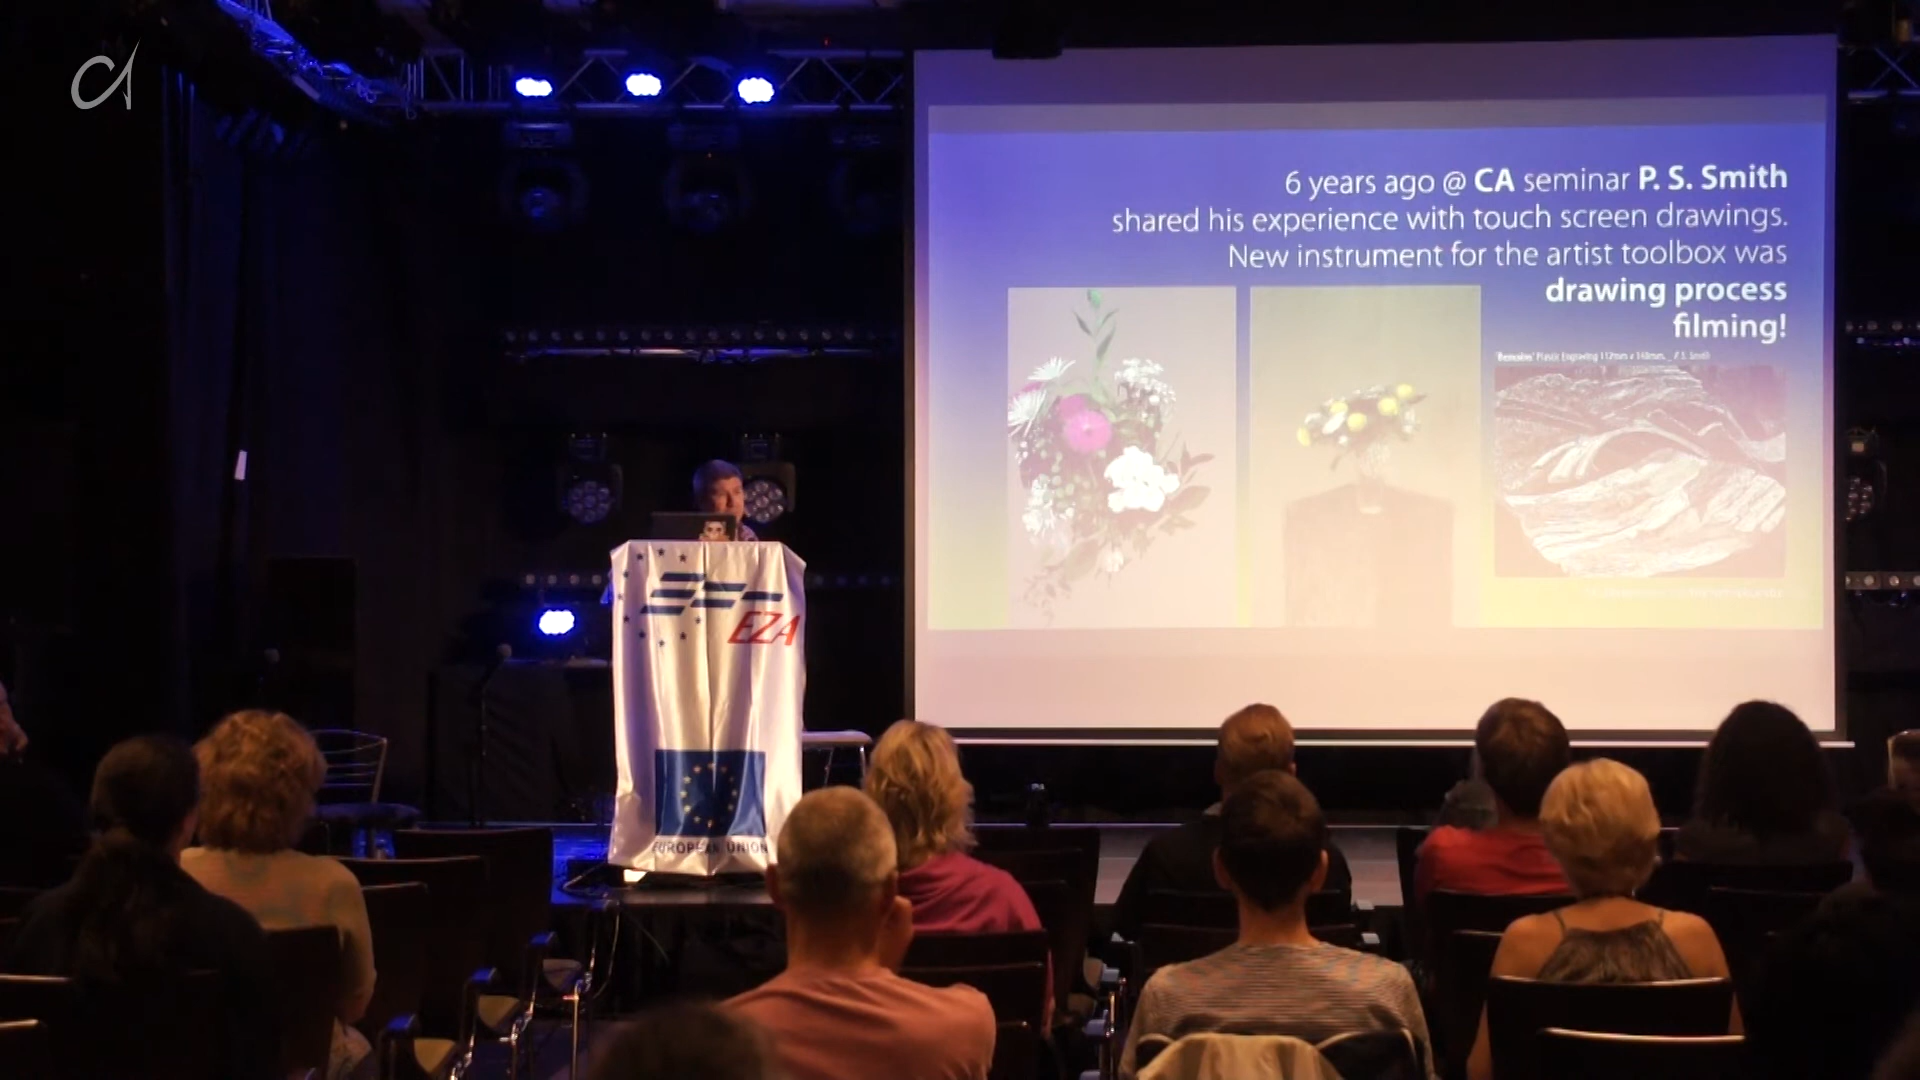 6 years ago @ CA seminar P. S. Smith
shared his experience with touch screen drawings.
New instrument for the artist toolbox was
drawing process
filming!
EZA
EUROPEAN UNION